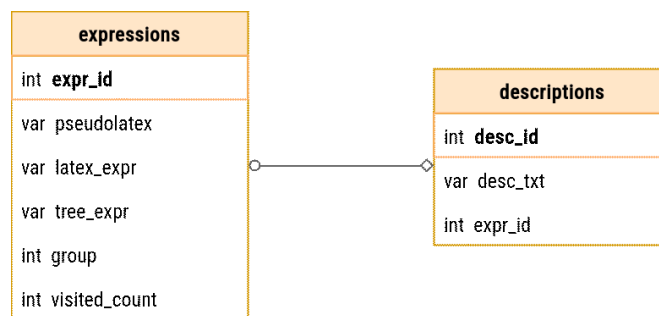 expressions
int expr_id
var pseudolatex
var latex_expr
var tree_expr
int group
int visited_count
descriptions
int desc_id
var desc_txt
int expr_id